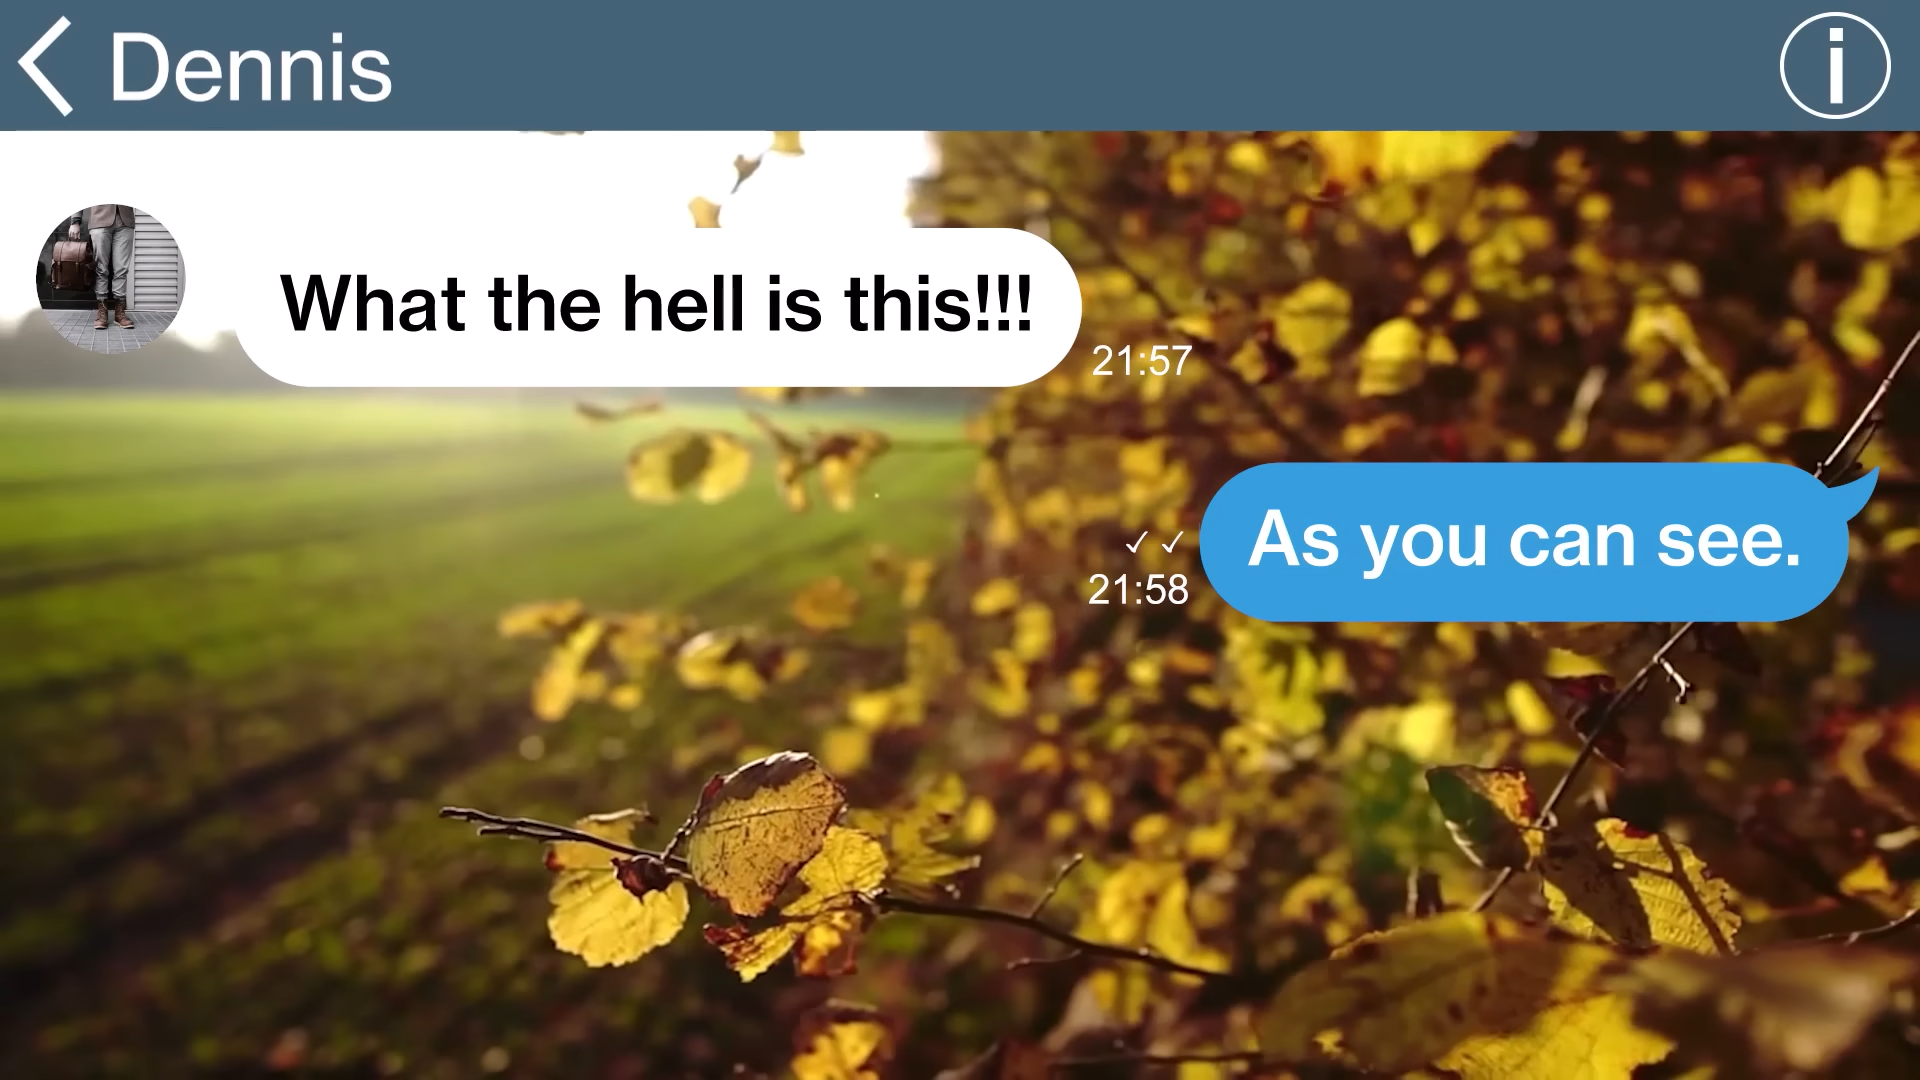 Dennis
What the hell is this!!!
21:57
As you can see.
✓ ✓
21:58